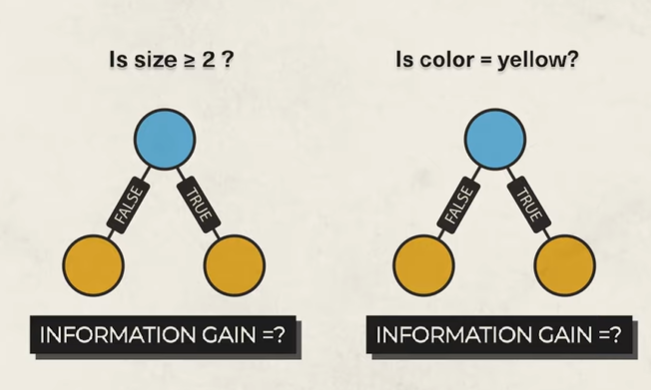 Is size ≥ 2 ?
Is color = yellow?
FALSE
TRUE
FALSE
TRUE
INFORMATION GAIN =?
INFORMATION GAIN =?